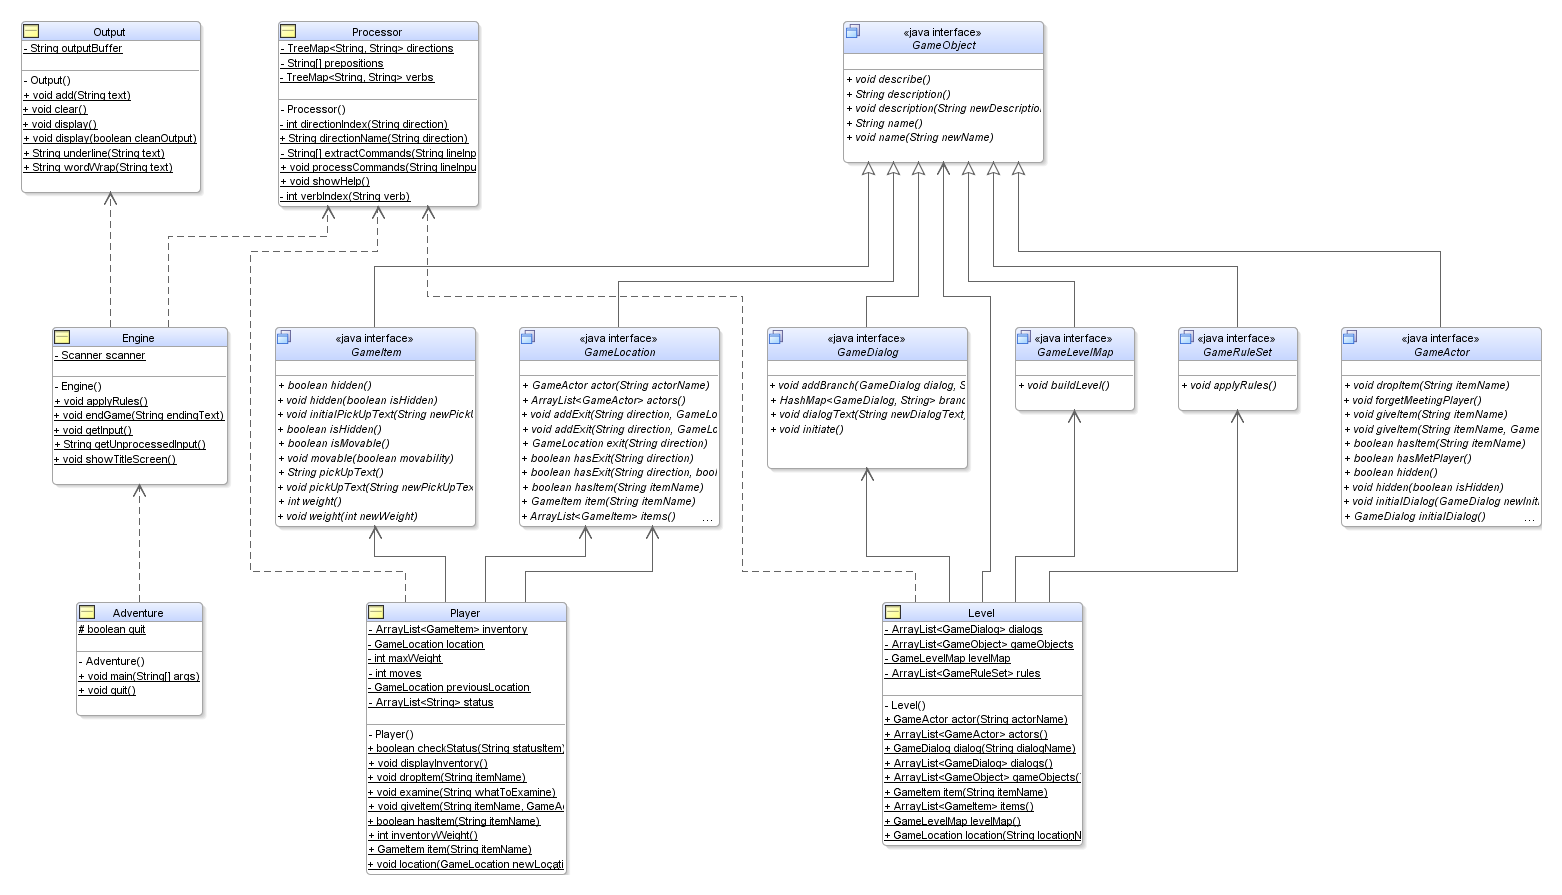 Output
- String outputBuffer
- Output()
+ void add(String text)
+ void clear()
+ void display()
+ void display(boolean cleanOutput)
+ String underline(String text)
+ String wordWrap(String text)
Processor
- TreeMap<String, String> directions
- String[] prepositions
- TreeMap<String, String> verbs
- Processor()
- int directionIndex(String direction)
+ String directionName(String direction)
- String[] extractCommands(String lineInp
+ void processCommands(String lineInpu
+ void showHelp()
- int verbIndex(String verb)
«java interface»
GameObject
+ void describe()
+ String description()
+ void description(String newDescription
+ String name()
+ void name(String newName)
Engine
- Scanner scanner
- Engine()
+ void applyRules()
+ void endGame(String endingText)
+ void getInput()
+ String getUnprocessedInput()
+ void showTitleScreen()
«java interface»
GameItem
+ boolean hidden()
+ void hidden(boolean isHidden)
+ void initialPickUpText(String newPickU
+ boolean isHidden()
+ boolean isMovable()
+ void movable(boolean movability)
+ String pickUpText()
+ void pickUpText(String newPickUpTex
+ int weight()
+ void weight(int newWeight)
«java interface»
GameLocation
+ GameActor actor(String actorName)
+ ArrayList<GameActor> actors()
+ void addExit(String direction, GameLo
+ void addExit(String direction, GameLo
+ GameLocation exit(String direction)
+ boolean hasExit(String direction)
+ boolean hasExit(String direction, bool
+ boolean hasItem(String itemName)
+ GameItem item(String itemName)
+ ArrayList<GameItem> items() ...
«java interface»
GameDialog
+ void addBranch(GameDialog dialog, S
+ HashMap<GameDialog, String> branc
+ void dialogText(String newDialogText,
+ void initiate()
«java interface»
GameLevelMap
+ void buildLevel()
«java interface»
GameRuleSet
+ void applyRules()
«java interface»
GameActor
+ void dropItem(String itemName)
+ void forgetMeetingPlayer()
+ void giveItem(String itemName)
+ void giveItem(String itemName, Game
+ boolean hasItem(String itemName)
+ boolean hasMetPlayer()
+ boolean hidden()
+ void hidden(boolean isHidden)
+ void initialDialog(GameDialog newIniti
+ GameDialog initialDialog() ...
Adventure
# boolean quit
- Adventure()
+ void main(String[] args)
+ void quit()
Player
- ArrayList<GameItem> inventory
- GameLocation location
- int maxWeight
- int moves
- GameLocation previousLocation
- ArrayList<String> status
- Player()
+ boolean checkStatus(String statusItem)
+ void displayInventory()
+ void dropItem(String itemName)
+ void examine(String whatToExamine)
+ void giveItem(String itemName, GameAc
+ boolean hasItem(String itemName)
+ int inventoryWeight()
+ GameItem item(String itemName)
+ void location(GameLocation newLocati
Level
- ArrayList<GameDialog> dialogs
- ArrayList<GameObject> gameObjects
- GameLevelMap levelMap
- ArrayList<GameRuleSet> rules
- Level()
+ GameActor actor(String actorName)
+ ArrayList<GameActor> actors()
+ GameDialog dialog(String dialogName)
+ ArrayList<GameDialog> dialogs()
+ ArrayList<GameObject> gameObjects()
+ GameItem item(String itemName)
+ ArrayList<GameItem> items()
+ GameLevelMap levelMap()
+ GameLocation location(String locationN